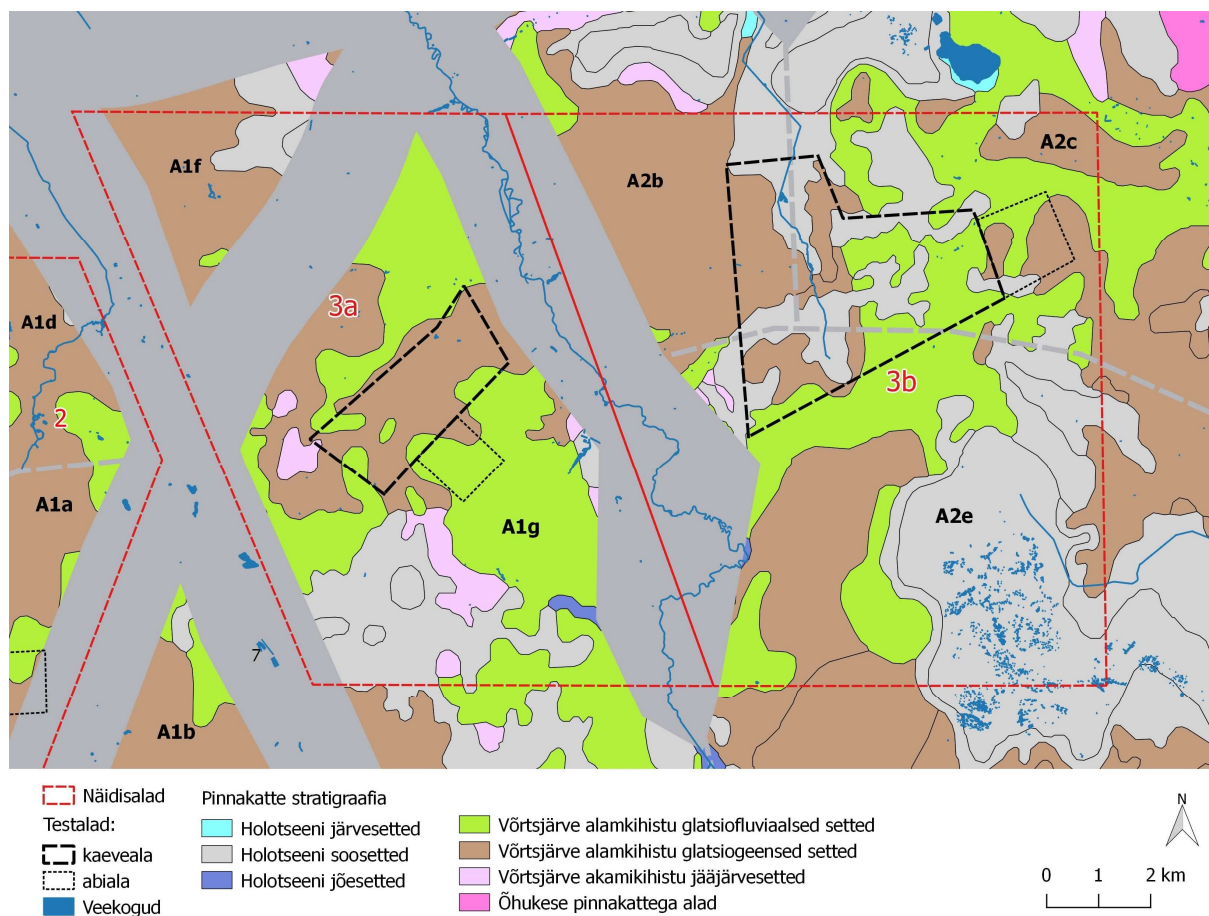 A1f
A2b
A2c
3a
A1d
2
3b
A1a
A1g
A2e
7
A1b
Näidisalad
Testalad:
kaeveala
abiala
Veekogud
Pinnakatte stratigraafia
Holotseeni järvesetted
Holotseeni soosetted
Holotseeni jõesetted
Võrtsjärve alamkihistu glatsiofluviaalsed setted
Võrtsjärve alamkihistu glatsiogeensed setted
Võrtsjärve akamikihistu jääjärvesetted
Õhukese pinnakattega alad
N
0 1 2 km